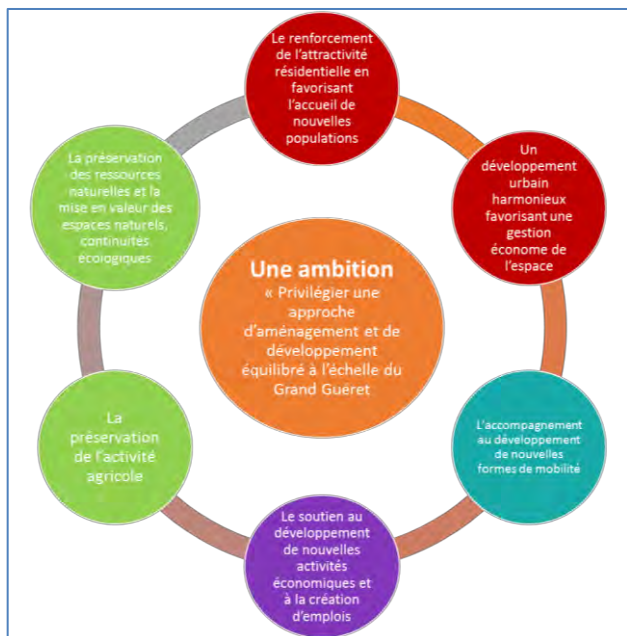 Le renforcement
de l'attractivité
résidentielle en
favorisant
l'accueil de
nouvelles
populations
Un
développement
urbain
harmonieux
favorisant une
gestion
économe de
l'espace
L'accompagnement
au développement
de nouvelles
formes de mobilité
Le soutien au
développement
de nouvelles
activités
économiques et
à la création
d'emplois
La
préservation
de l'activité
agricole
La préservation
des ressources
naturelles et la
mise en valeur des
espaces naturels,
continuités
écologiques
Une ambition
« Privilégier une
approche
d'aménagement et de
développement
équilibré à l'échelle du
Grand Guéret